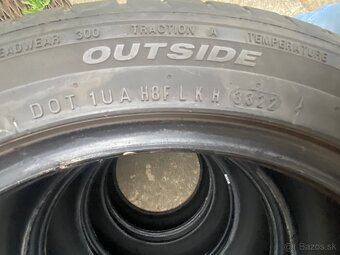 TREADWEAR 300 TRACTION A TEMPERATURE
OUTSIDE
DOT 1UA H8FLKH 3322
Bazos.sk